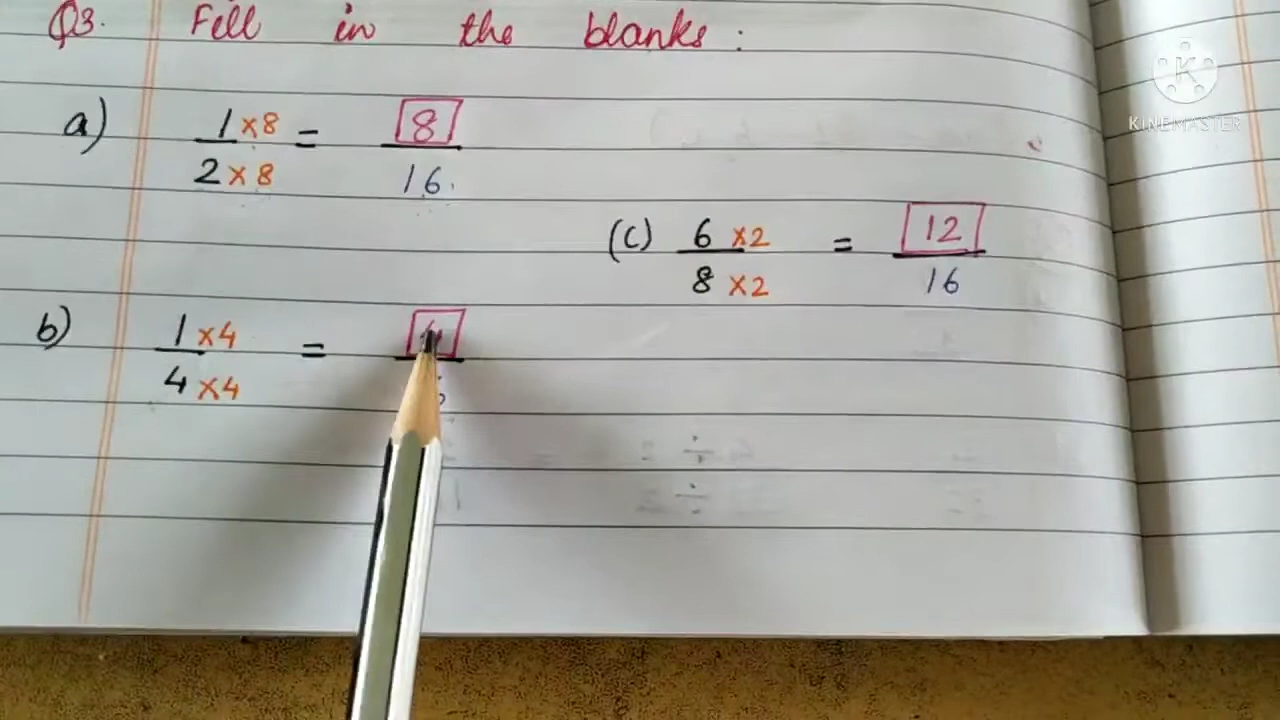 Q3. Fill in the blanks :
a) 1 ×8 = 8
2 ×8 16
(c) 6 ×2 = 12
8 ×2 16
b) 1 ×4 =
4 ×4
KINEMASTER